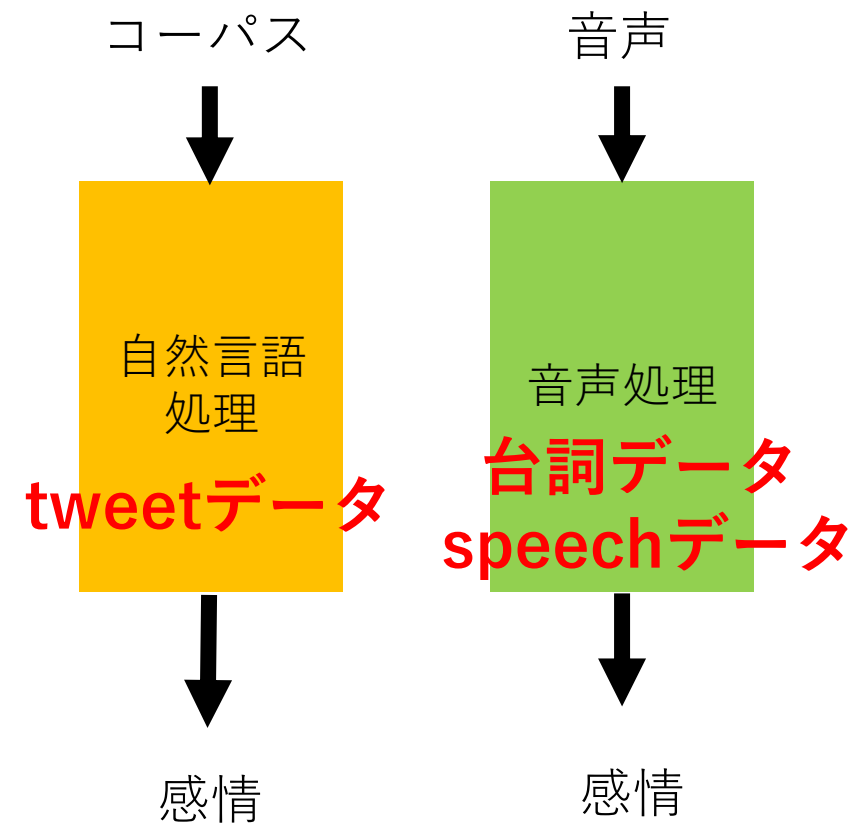 コーパス
自然言語
処理
tweetデータ
感情
音声
音声処理
台詞データ
speechデータ
感情